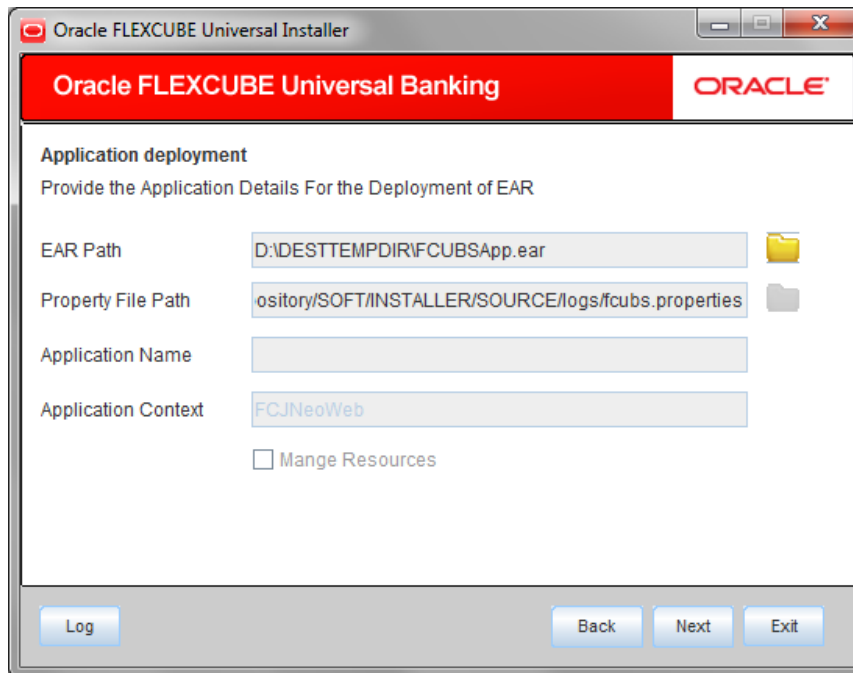 Oracle FLEXCUBE Universal Installer
Oracle FLEXCUBE Universal Banking
ORACLE
Application deployment
Provide the Application Details For the Deployment of EAR
EAR Path D:\DESTTEMPDIR\FCUBSApp.ear
Property File Path ository/SOFT/INSTALLER/SOURCE/logs/fcubs.properties
Application Name
Application Context FCJNeoWeb
Mange Resources
Log Back Next Exit